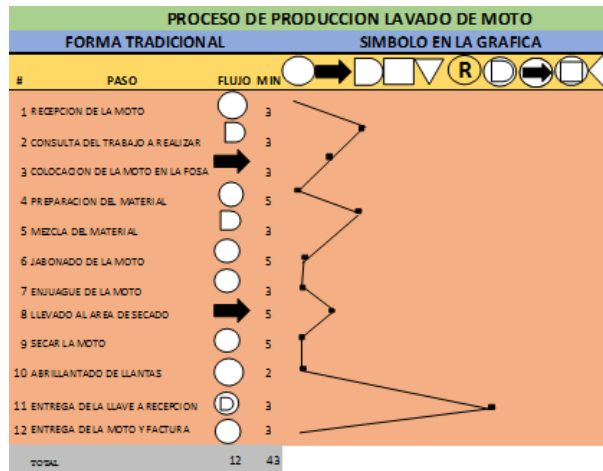 PROCESO DE PRODUCCION LAVADO DE MOTO
FORMA TRADICIONAL SIMBOLO EN LA GRAFICA
# PASO FLUJO MIN R D
1 RECEPCION DE LA MOTO 3
2 CONSULTA DEL TRABAJO A REALIZAR 3
3 COLOCACION DE LA MOTO EN LA FOSA 3
4 PREPARACION DEL MATERIAL 5
5 MEZCLA DEL MATERIAL 3
6 JABONADO DE LA MOTO 5
7 ENJUAGUE DE LA MOTO 3
8 LLEVADO AL AREA DE SECADO 5
9 SECAR LA MOTO 5
10 ABRILLANTADO DE LLANTAS 2
11 ENTREGA DE LA LLAVE A RECEPCION D 3
12 ENTREGA DE LA MOTO Y FACTURA 3
TOTAL 12 43